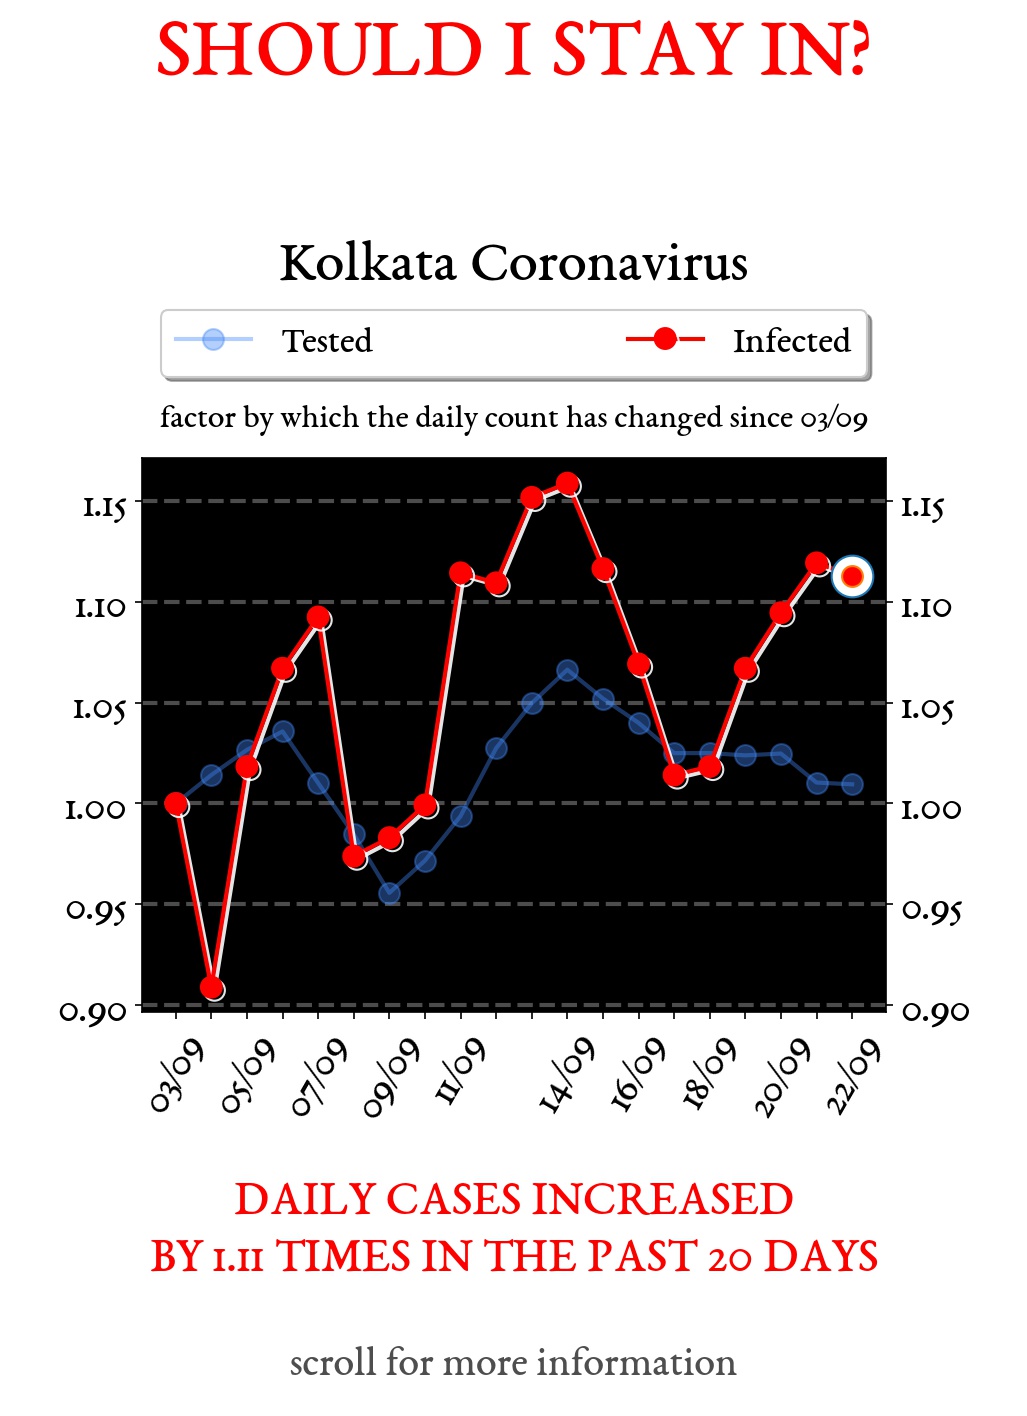 SHOULD I STAY IN?
Kolkata Coronavirus
Tested Infected
factor by which the daily count has changed since 03/09
1.15 1.15
1.10 1.10
1.05 1.05
1.00 1.00
0.95 0.95
0.90 0.90
03/09 05/09 07/09 09/09 11/09 14/09 16/09 18/09 20/09 22/09
DAILY CASES INCREASED
BY 1.11 TIMES IN THE PAST 20 DAYS
scroll for more information